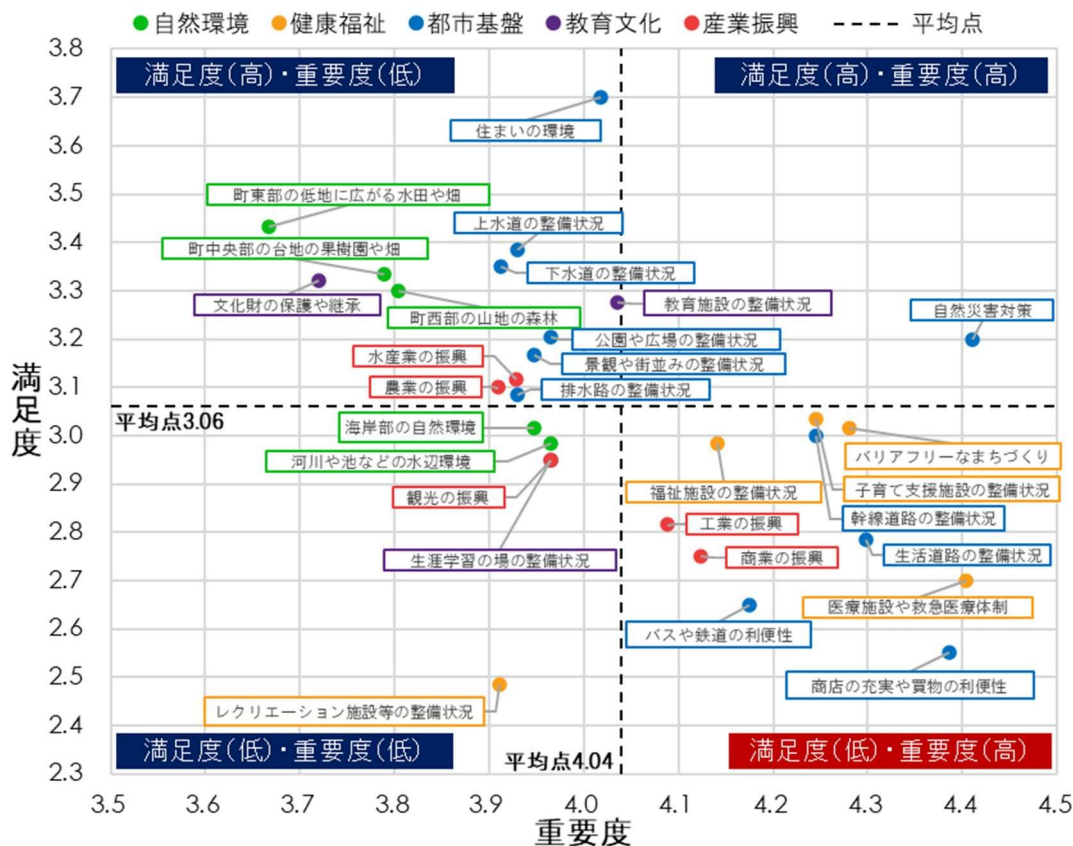 ●自然環境 ●健康福祉 ●都市基盤 ●教育文化 ●産業振興 ---- 平均点
満足度(高)・重要度(低)
満足度(高)・重要度(高)
住まいの環境
町東部の低地に広がる水田や畑
上水道の整備状況
町中央部の台地の果樹園や畑
下水道の整備状況
文化財の保護や継承
教育施設の整備状況
町西部の山地の森林
自然災害対策
公園や広場の整備状況
水産業の振興
景観や街並みの整備状況
農業の振興
排水路の整備状況
平均点3.06
海岸部の自然環境
河川や池などの水辺環境
バリアフリーなまちづくり
福祉施設の整備状況
子育て支援施設の整備状況
観光の振興
工業の振興
幹線道路の整備状況
生涯学習の場の整備状況
商業の振興
生活道路の整備状況
医療施設や救急医療体制
バスや鉄道の利便性
商店の充実や買物の利便性
レクリエーション施設等の整備状況
満足度(低)・重要度(低)
平均点4.04
満足度(低)・重要度(高)
満足度
3.8
3.7
3.6
3.5
3.4
3.3
3.2
3.1
3.0
2.9
2.8
2.7
2.6
2.5
2.4
2.3
3.5 3.6 3.7 3.8 3.9 4.0 4.1 4.2 4.3 4.4 4.5
重要度